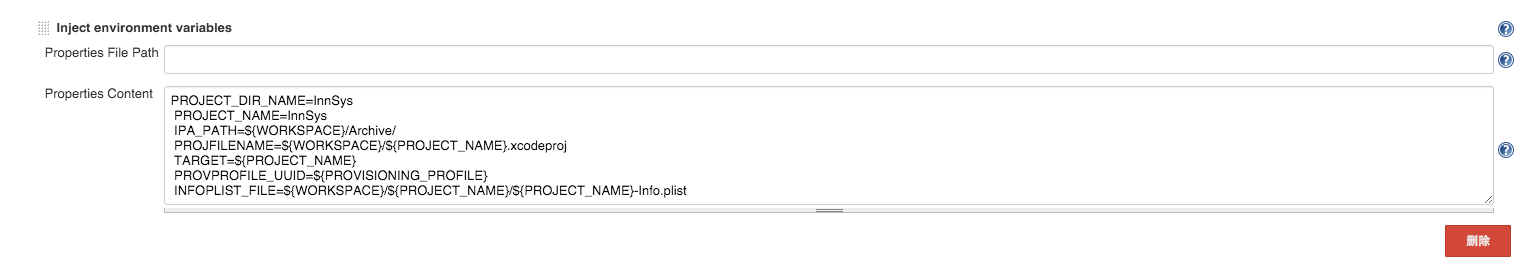 Inject environment variables
Properties File Path
Properties Content
PROJECT_DIR_NAME=InnSys
PROJECT_NAME=InnSys
IPA_PATH=${WORKSPACE}/Archive/
PROJFILENAME=${WORKSPACE}/${PROJECT_NAME}.xcodeproj
TARGET=${PROJECT_NAME}
PROVPROFILE_UUID=${PROVISIONING_PROFILE}
INFOPLIST_FILE=${WORKSPACE}/${PROJECT_NAME}/${PROJECT_NAME}-Info.plist
删除